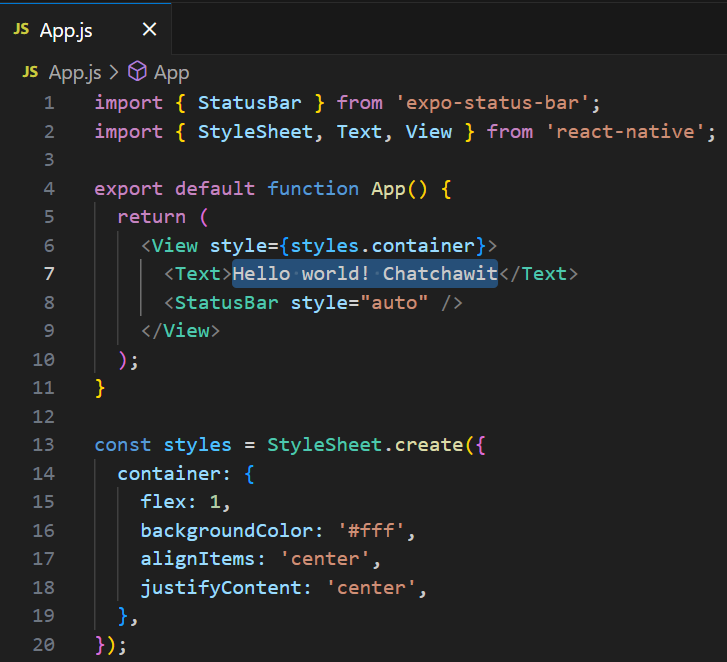 JS App.js ×
JS App.js > App
1 import { StatusBar } from 'expo-status-bar';
2 import { StyleSheet, Text, View } from 'react-native';
3
4 export default function App() {
5   return (
6     <View style={styles.container}>
7       <Text>Hello world! Chatchawit</Text>
8       <StatusBar style="auto" />
9     </View>
10   );
11 }
12
13 const styles = StyleSheet.create({
14   container: {
15     flex: 1,
16     backgroundColor: '#fff',
17     alignItems: 'center',
18     justifyContent: 'center',
19   },
20 });